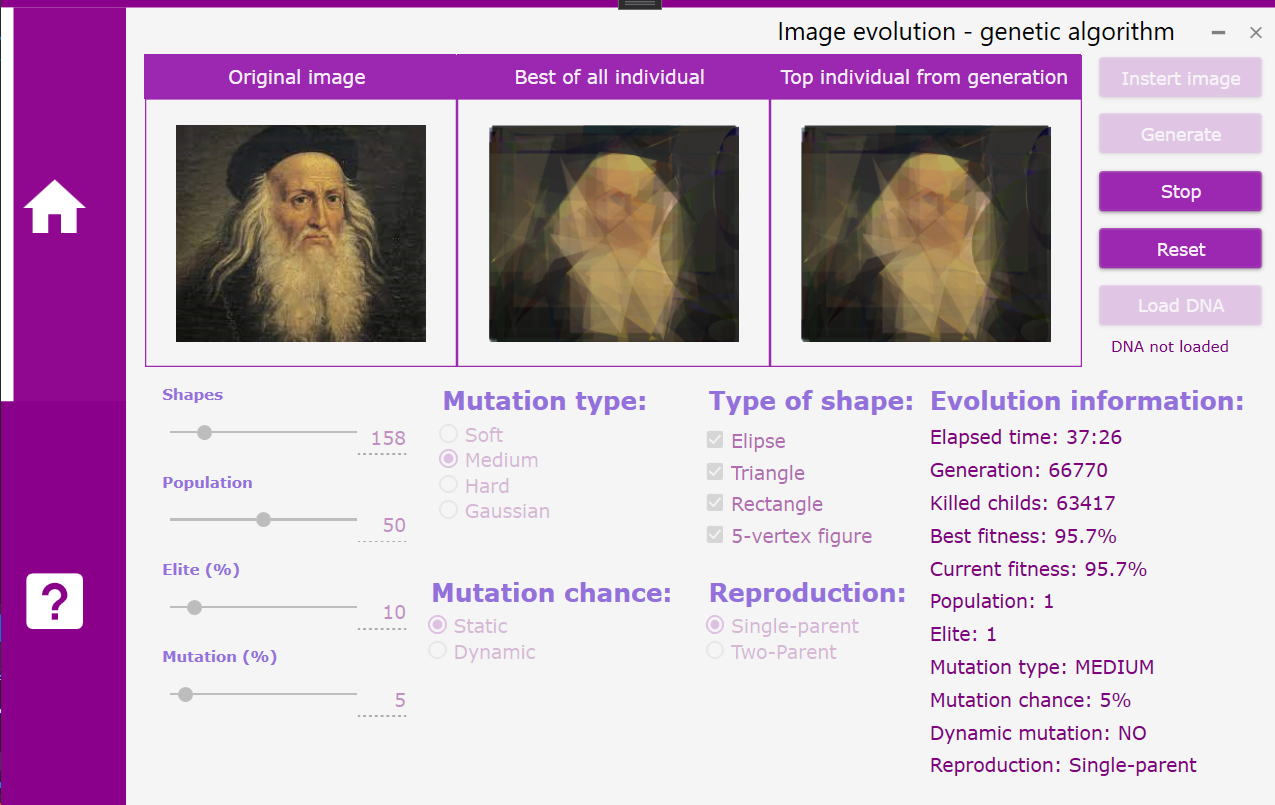 Image evolution - genetic algorithm
Original image
Best of all individual
Top individual from generation
Instert image
Generate
Stop
Reset
Load DNA
DNA not loaded
Shapes
158
Population
50
Elite (%)
10
Mutation (%)
5
Mutation type:
Soft
Medium
Hard
Gaussian
Mutation chance:
Static
Dynamic
Type of shape:
Elipse
Triangle
Rectangle
5-vertex figure
Reproduction:
Single-parent
Two-Parent
Evolution information:
Elapsed time: 37:26
Generation: 66770
Killed childs: 63417
Best fitness: 95.7%
Current fitness: 95.7%
Population: 1
Elite: 1
Mutation type: MEDIUM
Mutation chance: 5%
Dynamic mutation: NO
Reproduction: Single-parent
?